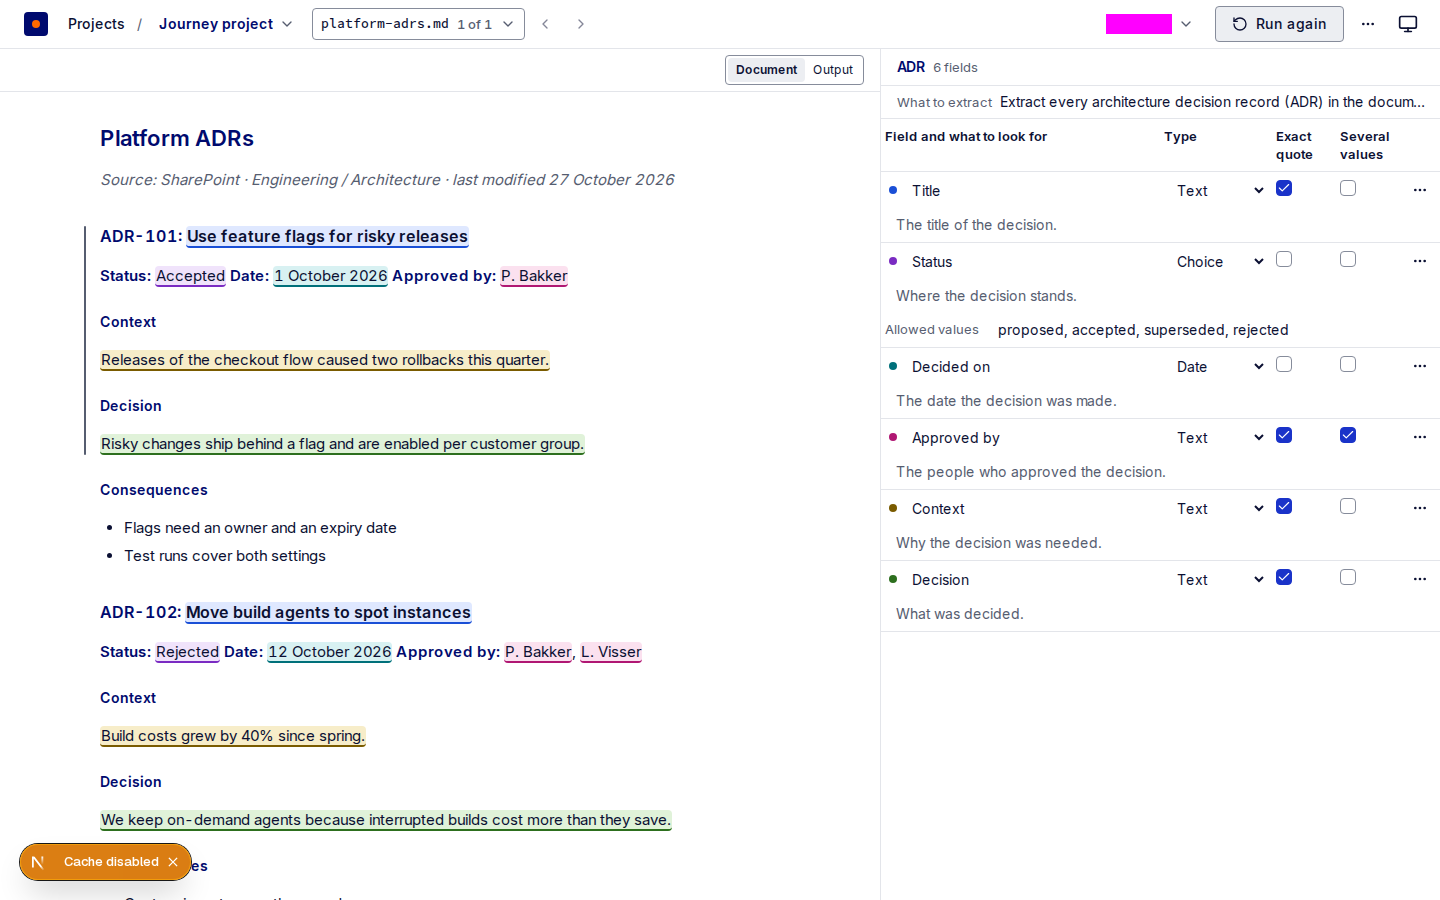 Projects / Journey project platform-adrs.md 1 of 1 Run again
Document Output
Platform ADRs
Source: SharePoint · Engineering / Architecture · last modified 27 October 2026
ADR-101: Use feature flags for risky releases
Status: Accepted Date: 1 October 2026 Approved by: P. Bakker
Context
Releases of the checkout flow caused two rollbacks this quarter.
Decision
Risky changes ship behind a flag and are enabled per customer group.
Consequences
• Flags need an owner and an expiry date
• Test runs cover both settings
ADR-102: Move build agents to spot instances
Status: Rejected Date: 12 October 2026 Approved by: P. Bakker, L. Visser
Context
Build costs grew by 40% since spring.
Decision
We keep on-demand agents because interrupted builds cost more than they save.
es
Cache disabled
ADR 6 fields
What to extract Extract every architecture decision record (ADR) in the docum...
Field and what to look for Type Exact quote Several values
Title Text
The title of the decision.
Status Choice
Where the decision stands.
Allowed values proposed, accepted, superseded, rejected
Decided on Date
The date the decision was made.
Approved by Text
The people who approved the decision.
Context Text
Why the decision was needed.
Decision Text
What was decided.